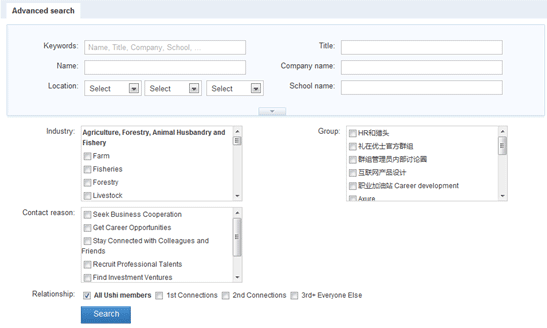 Advanced search
Keywords: Name, Title, Company, School, ... Title:
Name: Company name:
Location: Select Select Select School name:
Industry: Agriculture, Forestry, Animal Husbandry and
Fishery
Farm
Fisheries
Forestry
Livestock
Group: HR和猎头
礼在优士官方群组
群组管理员内部讨论圈
互联网产品设计
职业加油站 Career development
Axure
Contact reason: Seek Business Cooperation
Get Career Opportunities
Stay Connected with Colleagues and
Friends
Recruit Professional Talents
Find Investment Ventures
Relationship: All Ushi members 1st Connections 2nd Connections 3rd+ Everyone Else
Search